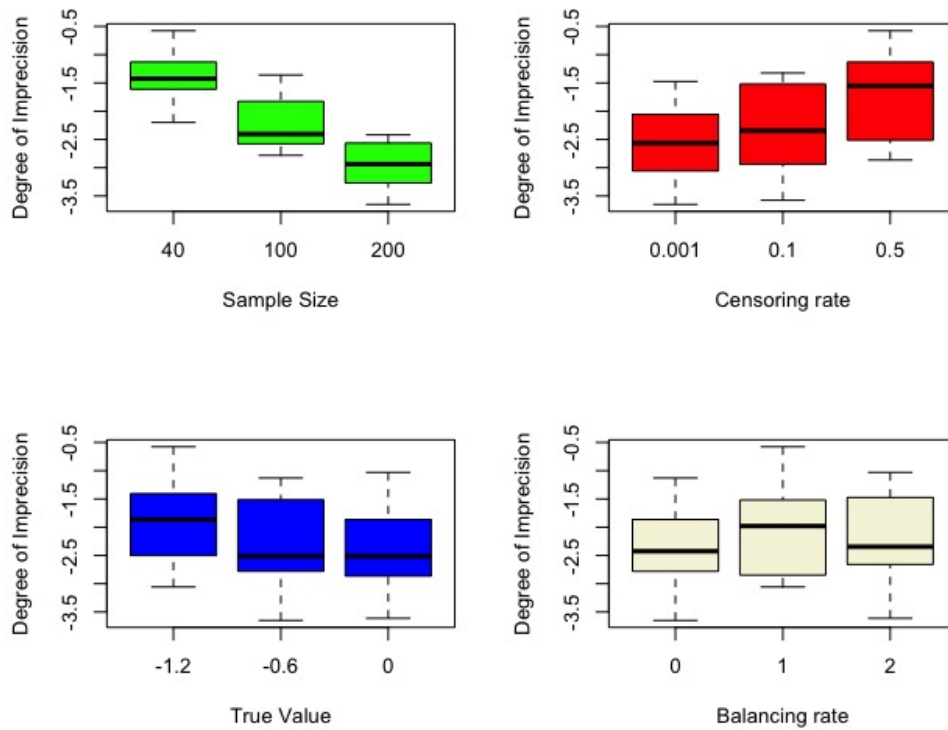 Degree of Imprecision
-0.5
-1.5
-2.5
-3.5
40 100 200
Sample Size
Degree of Imprecision
-0.5
-1.5
-2.5
-3.5
0.001 0.1 0.5
Censoring rate
Degree of Imprecision
-0.5
-1.5
-2.5
-3.5
-1.2 -0.6 0
True Value
Degree of Imprecision
-0.5
-1.5
-2.5
-3.5
0 1 2
Balancing rate